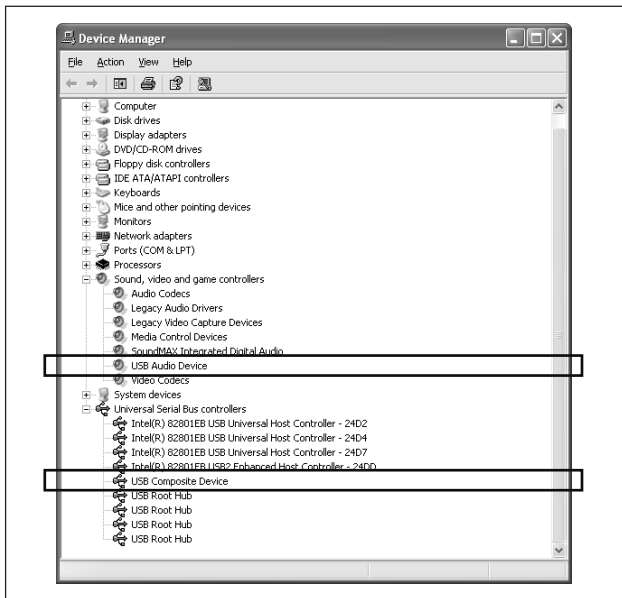 Device Manager
File Action View Help
Computer
Disk drives
Display adapters
DVD/CD-ROM drives
Floppy disk controllers
IDE ATA/ATAPI controllers
Keyboards
Mice and other pointing devices
Monitors
Network adapters
Ports (COM & LPT)
Processors
Sound, video and game controllers
Audio Codecs
Legacy Audio Drivers
Legacy Video Capture Devices
Media Control Devices
SoundMAX Integrated Digital Audio
USB Audio Device
Video Codecs
System devices
Universal Serial Bus controllers
Intel(R) 82801EB USB Universal Host Controller - 24D2
Intel(R) 82801EB USB Universal Host Controller - 24D4
Intel(R) 82801EB USB Universal Host Controller - 24D7
Intel(R) 82801EB USB2 Enhanced Host Controller - 24DD
USB Composite Device
USB Root Hub
USB Root Hub
USB Root Hub
USB Root Hub